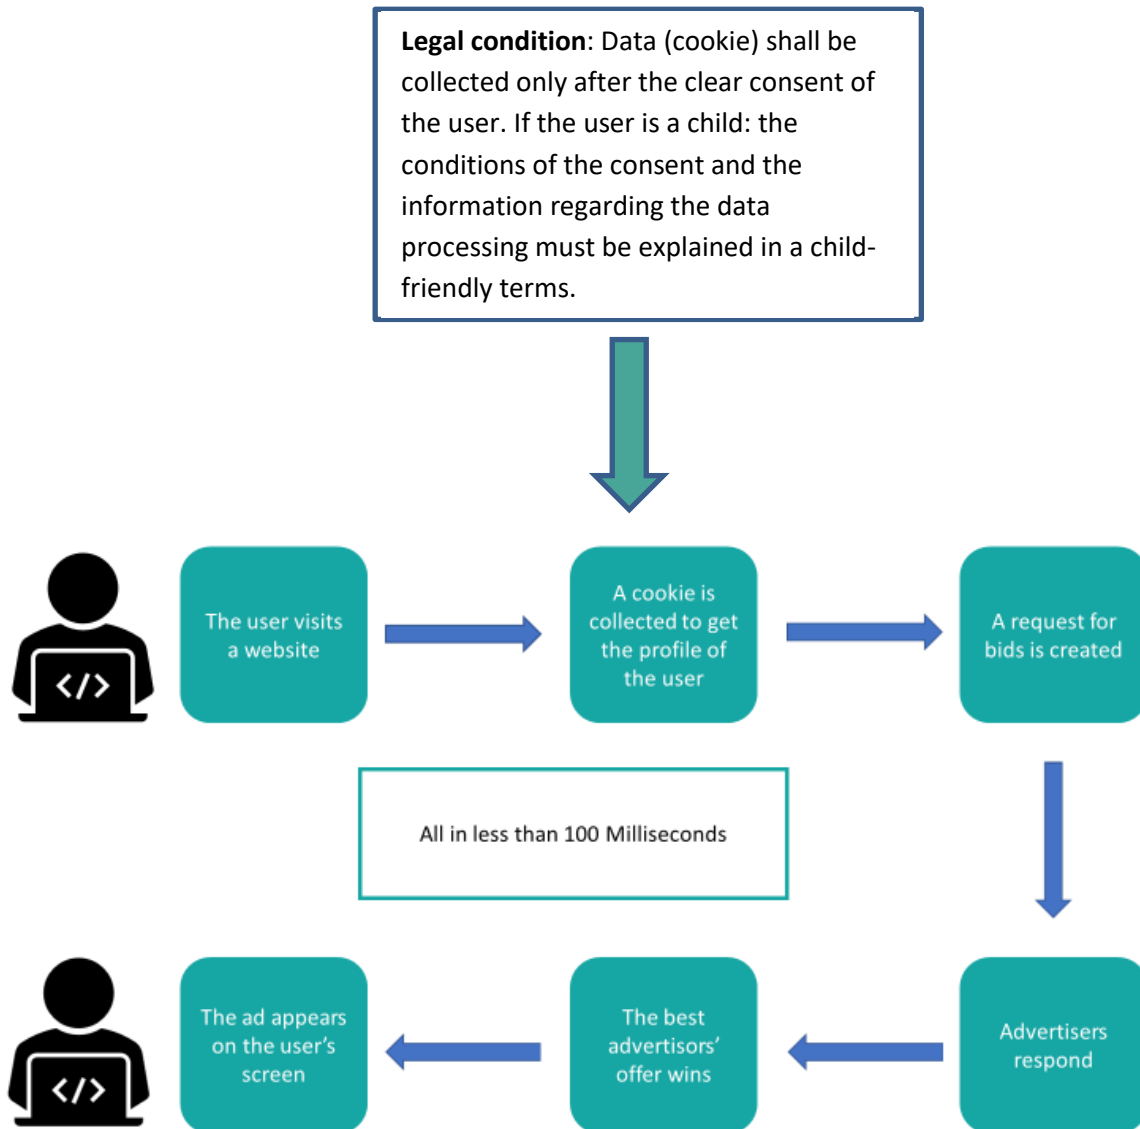 Legal condition: Data (cookie) shall be
collected only after the clear consent of
the user. If the user is a child: the
conditions of the consent and the
information regarding the data
processing must be explained in a child-
friendly terms.
The user visits
a website
A cookie is
collected to get
the profile of
the user
A request for
bids is created
</>
All in less than 100 Milliseconds
The ad appears
on the user's
screen
The best
advertisors'
offer wins
Advertisers
respond
</>